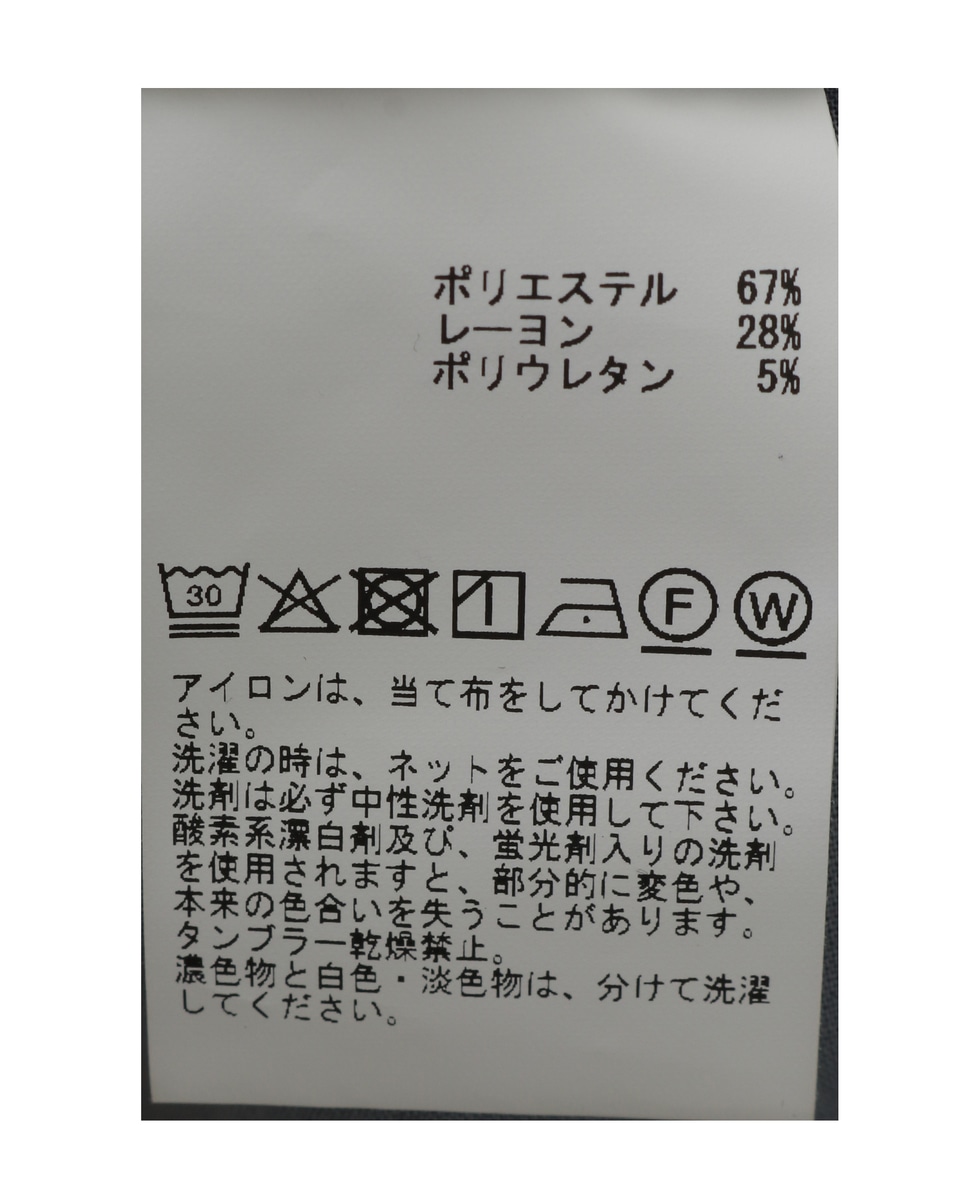 ポリエステル 67%
レーヨン 28%
ポリウレタン 5%
30
F W
アイロンは、当て布をしてかけてくだ
さい。
洗濯の時は、ネットをご使用ください。
洗剤は必ず中性洗剤を使用して下さい。
酸素系漂白剤及び、蛍光剤入りの洗剤
を使用されますと、部分的に変色や、
本来の色合いを失うことがあります。
タンブラー乾燥禁止。
濃色物と白色・淡色物は、分けて洗濯
してください。